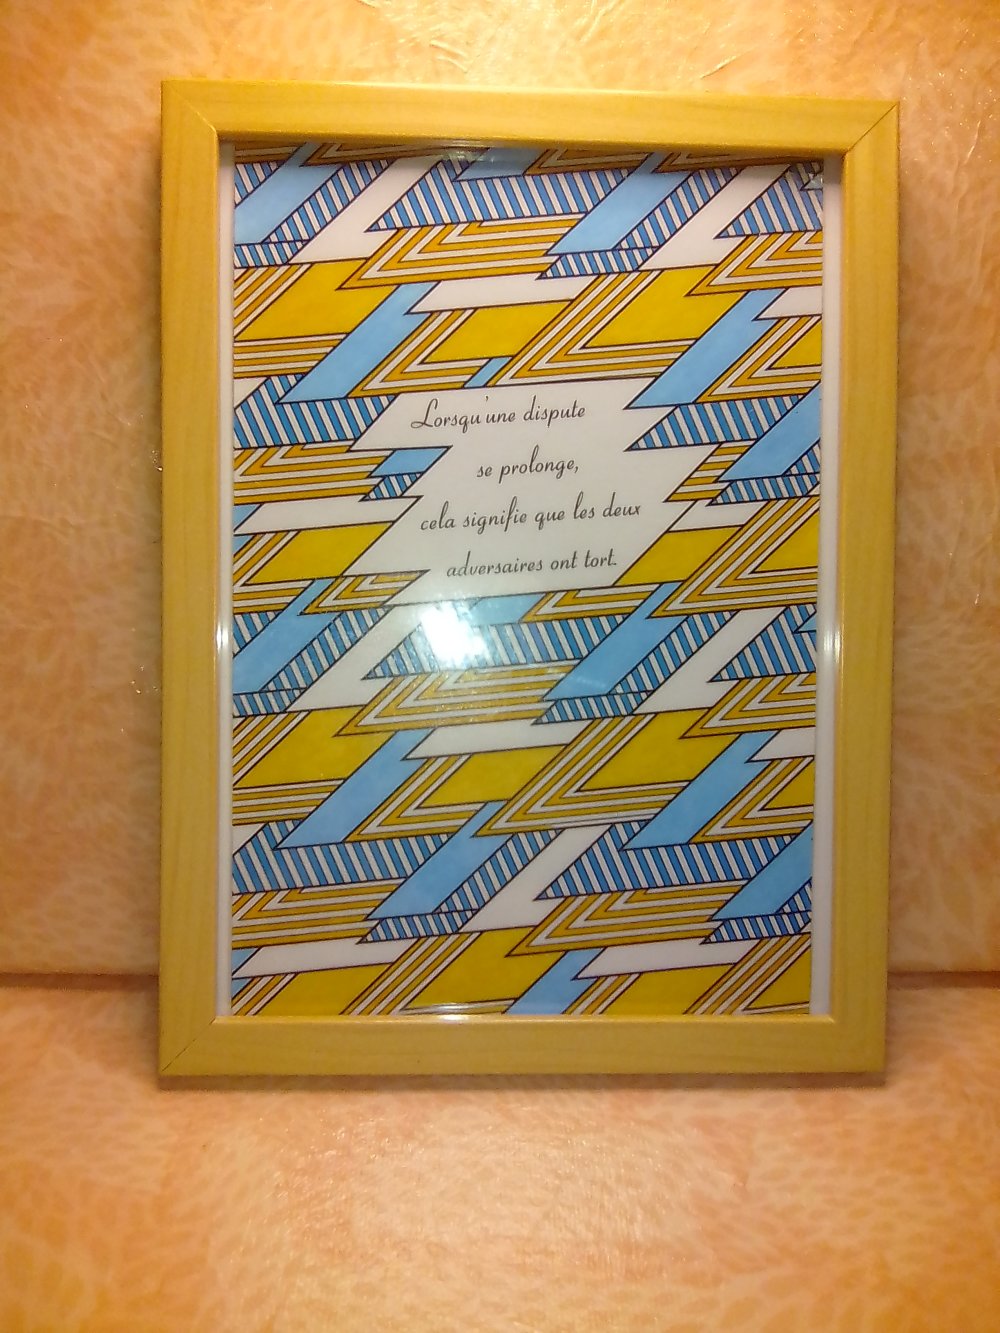 Lorsqu'une dispute
se prolonge,
cela signifie que les deux
adversaires ont tort.